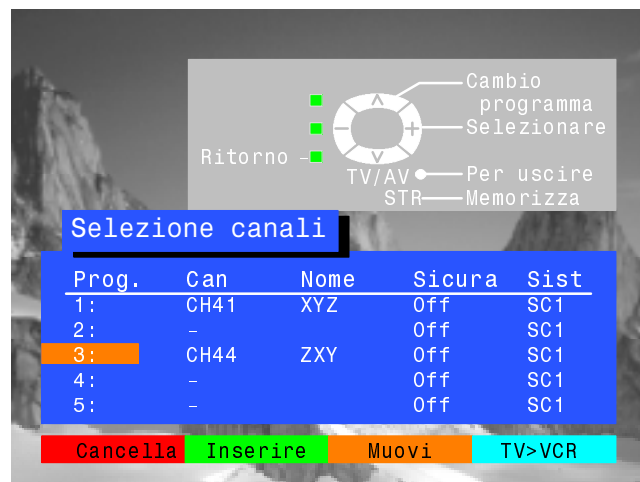 Cambio
programma
Selezionare
Ritorno
TV/AV Per uscire
STR Memorizza
Selezione canali
Prog. Can Nome Sicura Sist
1: CH41 XYZ Off SC1
2: – Off SC1
3: CH44 ZXY Off SC1
4: – Off SC1
5: – Off SC1
Cancella Inserire Muovi TV>VCR